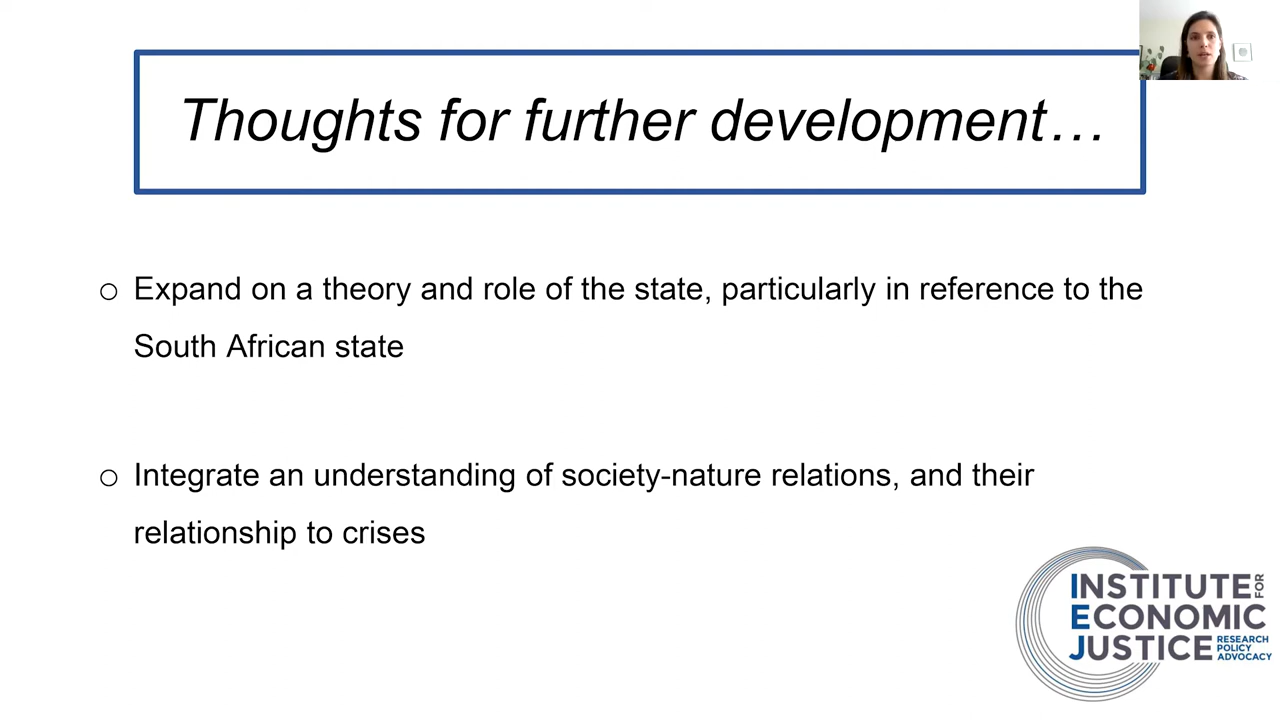 Thoughts for further development…
o Expand on a theory and role of the state, particularly in reference to the
South African state
o Integrate an understanding of society-nature relations, and their
relationship to crises
INSTITUTE FOR
ECONOMIC
JUSTICE
RESEARCH
POLICY
ADVOCACY